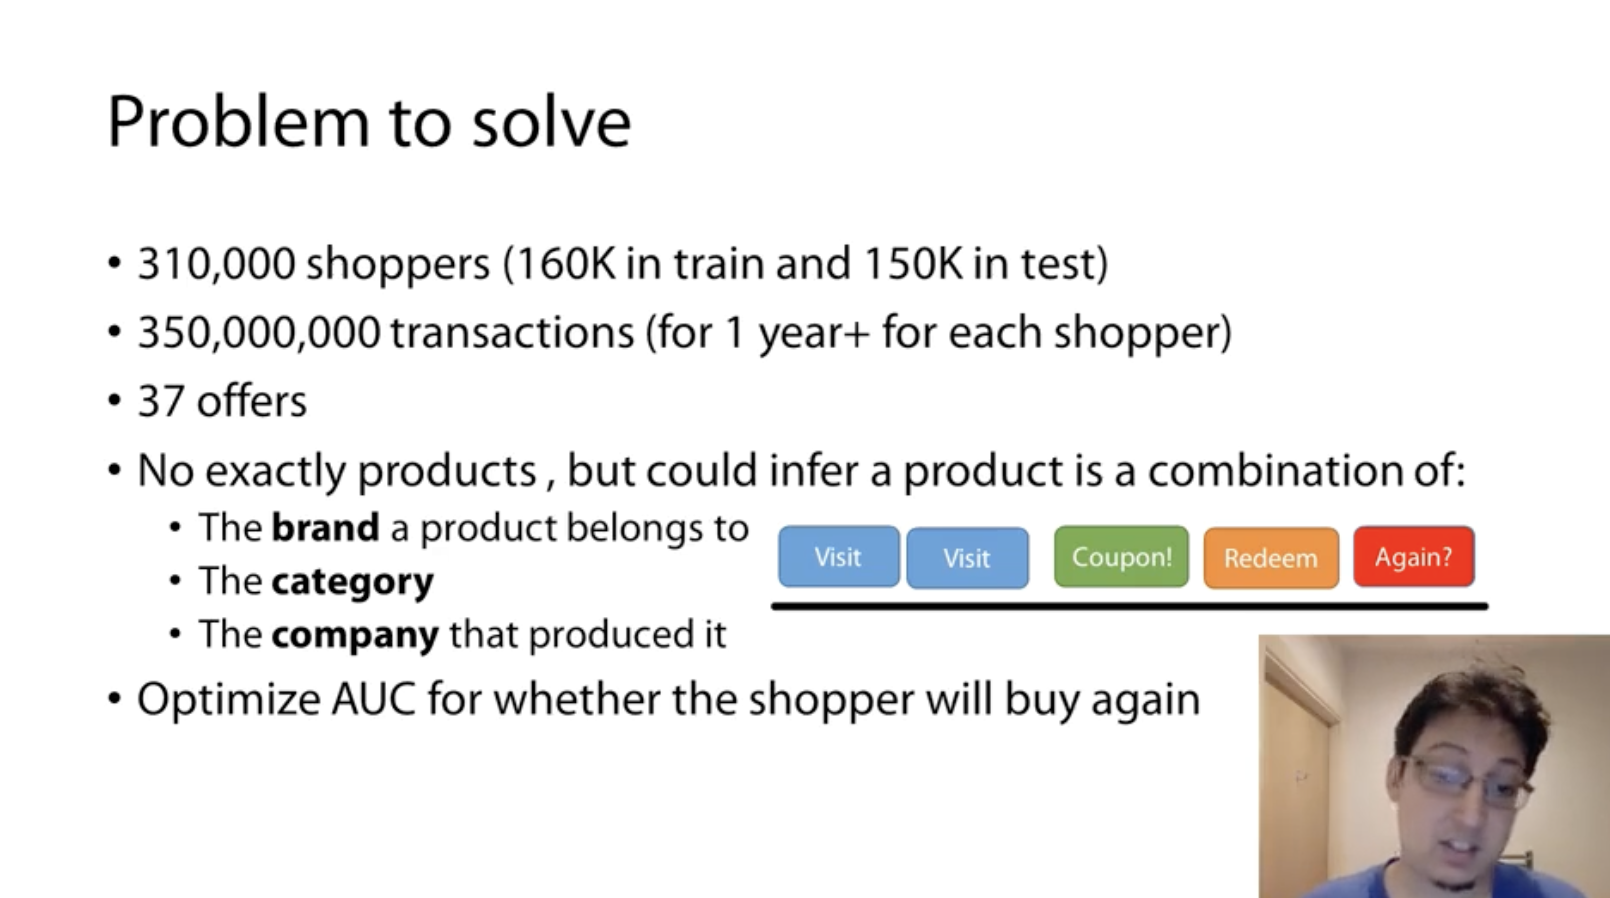 Problem to solve
• 310,000 shoppers (160K in train and 150K in test)
• 350,000,000 transactions (for 1 year+ for each shopper)
• 37 offers
• No exactly products , but could infer a product is a combination of:
• The brand a product belongs to
• The category
• The company that produced it
Visit Visit Coupon! Redeem Again?
• Optimize AUC for whether the shopper will buy again